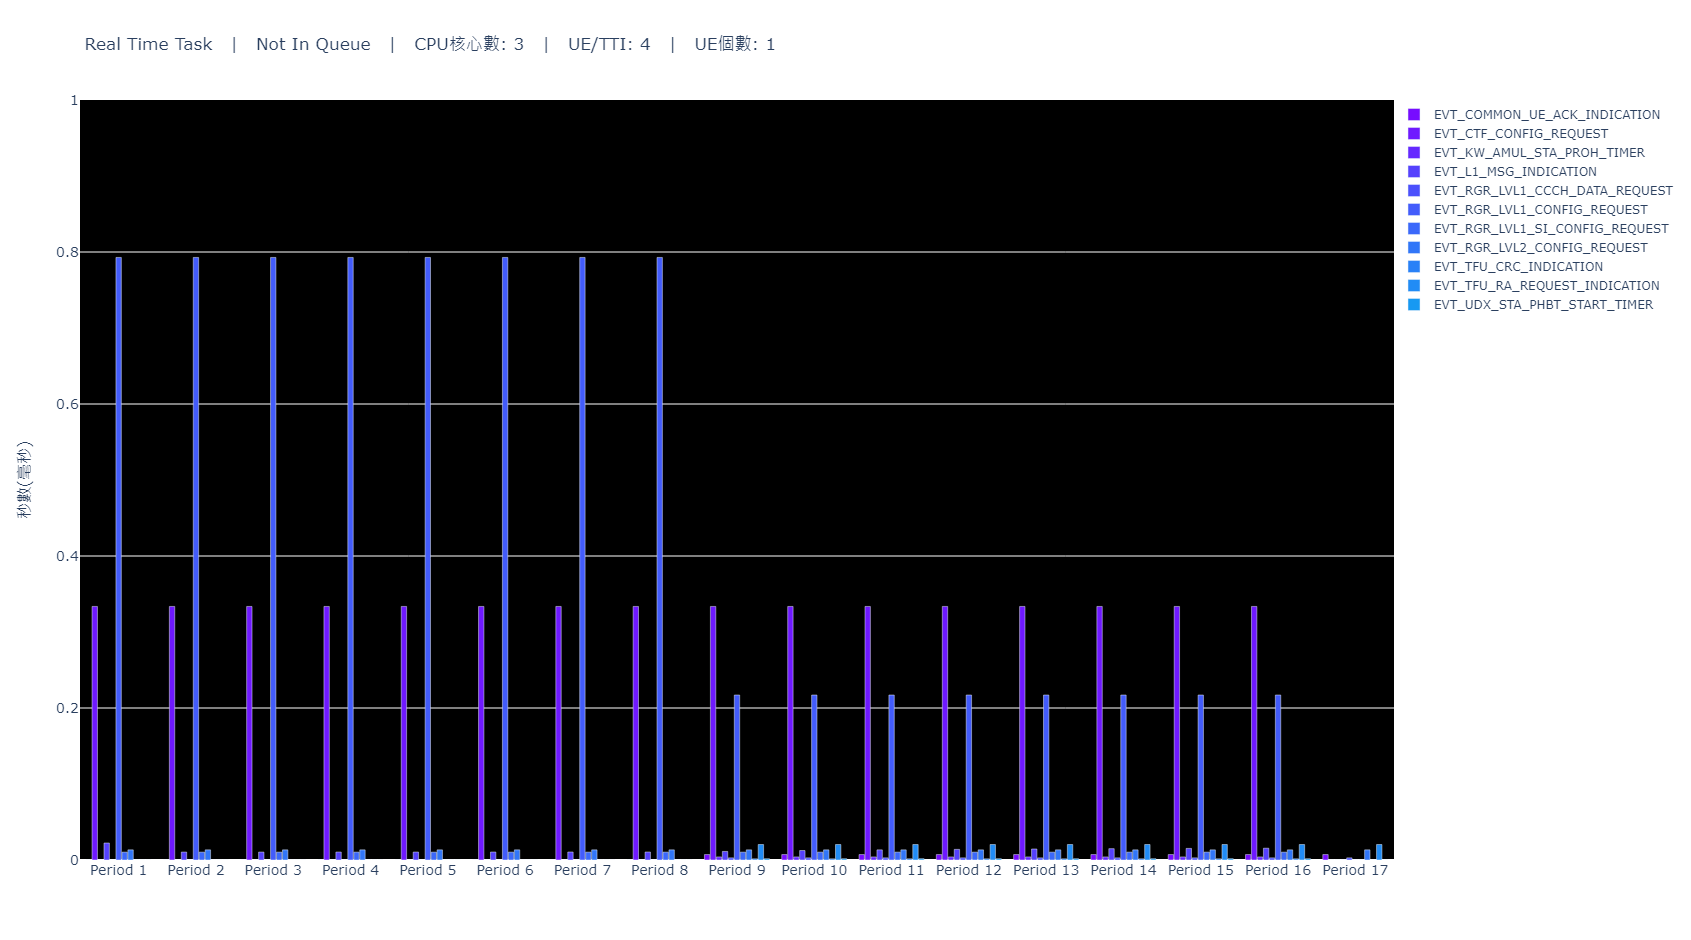 Real Time Task | Not In Queue | CPU核心數: 3 | UE/TTI: 4 | UE個數: 1
1
0.8
0.6
0.4
0.2
0
秒數(毫秒)
Period 1
Period 2
Period 3
Period 4
Period 5
Period 6
Period 7
Period 8
Period 9
Period 10
Period 11
Period 12
Period 13
Period 14
Period 15
Period 16
Period 17
EVT_COMMON_UE_ACK_INDICATION
EVT_CTF_CONFIG_REQUEST
EVT_KW_AMUL_STA_PROH_TIMER
EVT_L1_MSG_INDICATION
EVT_RGR_LVL1_CCCH_DATA_REQUEST
EVT_RGR_LVL1_CONFIG_REQUEST
EVT_RGR_LVL1_SI_CONFIG_REQUEST
EVT_RGR_LVL2_CONFIG_REQUEST
EVT_TFU_CRC_INDICATION
EVT_TFU_RA_REQUEST_INDICATION
EVT_UDX_STA_PHBT_START_TIMER